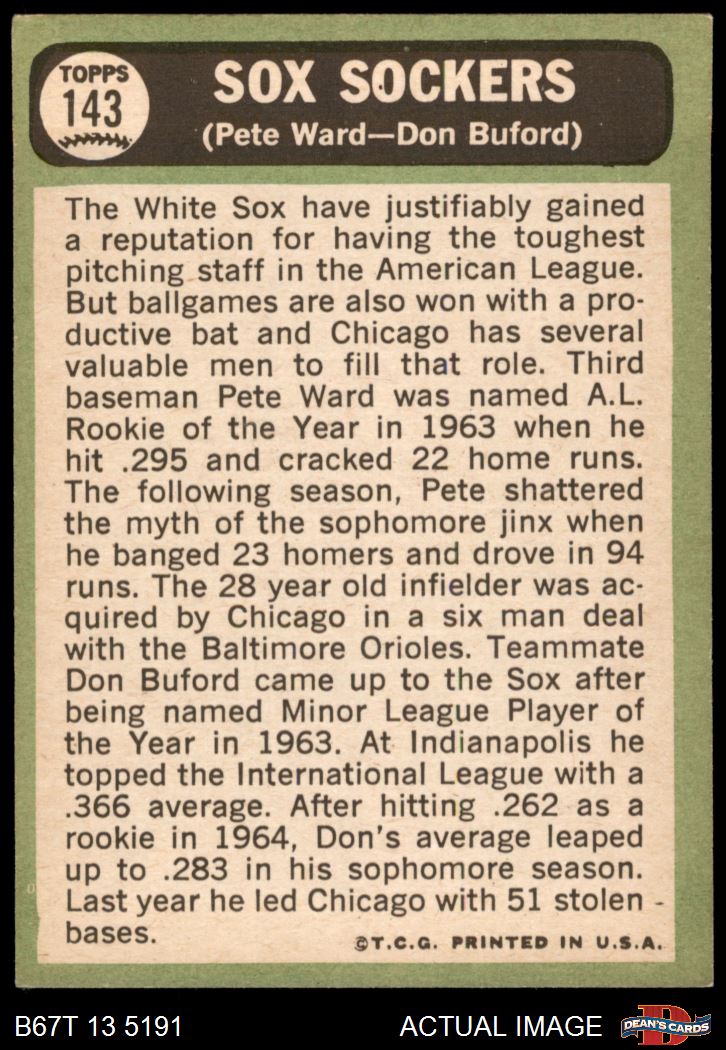 TOPPS
143
SOX SOCKERS
(Pete Ward—Don Buford)
The White Sox have justifiably gained
a reputation for having the toughest
pitching staff in the American League.
But ballgames are also won with a pro-
ductive bat and Chicago has several
valuable men to fill that role. Third
baseman Pete Ward was named A.L.
Rookie of the Year in 1963 when he
hit .295 and cracked 22 home runs.
The following season, Pete shattered
the myth of the sophomore jinx when
he banged 23 homers and drove in 94
runs. The 28 year old infielder was ac-
quired by Chicago in a six man deal
with the Baltimore Orioles. Teammate
Don Buford came up to the Sox after
being named Minor League Player of
the Year in 1963. At Indianapolis he
topped the International League with a
.366 average. After hitting .262 as a
rookie in 1964, Don's average leaped
up to .283 in his sophomore season.
Last year he led Chicago with 51 stolen
bases.
©T.C.G. PRINTED IN U.S.A.
B67T 13 5191
ACTUAL IMAGE
D
DEAN'S CARDS